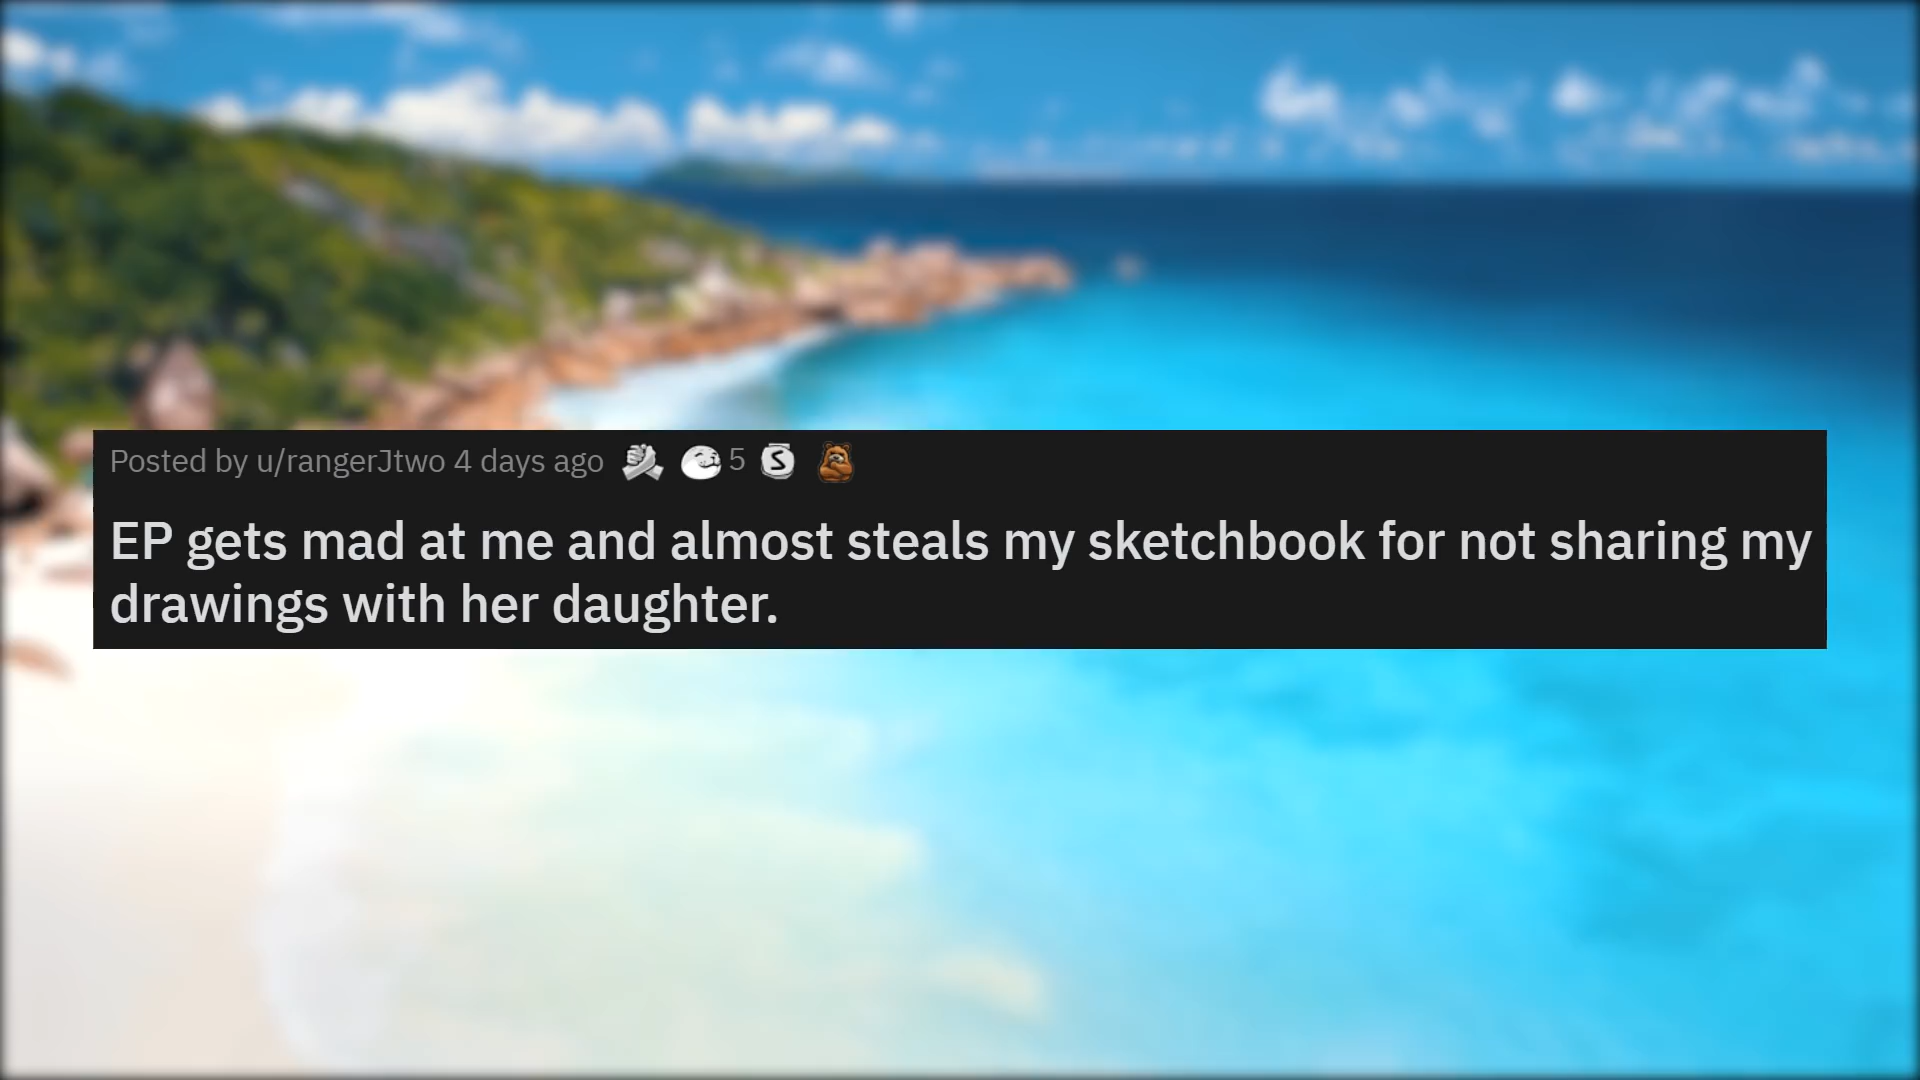 Posted by u/rangerJtwo 4 days ago 5 S
EP gets mad at me and almost steals my sketchbook for not sharing my
drawings with her daughter.